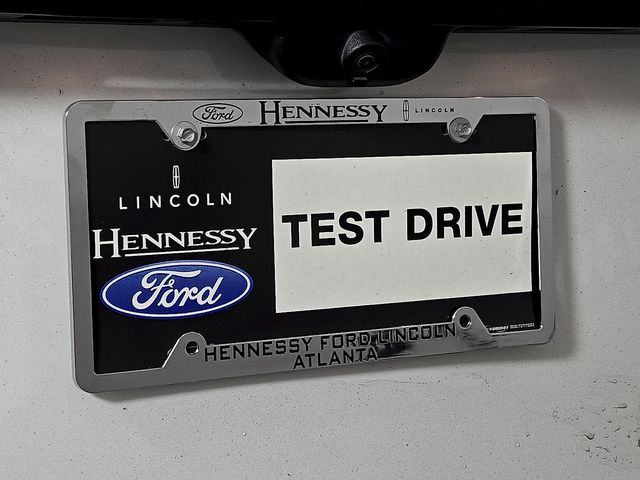 Ford HENNESSY LINCOLN
LINCOLN
HENNESSY
Ford
TEST DRIVE
HENNESSY FORD LINCOLN
ATLANTA